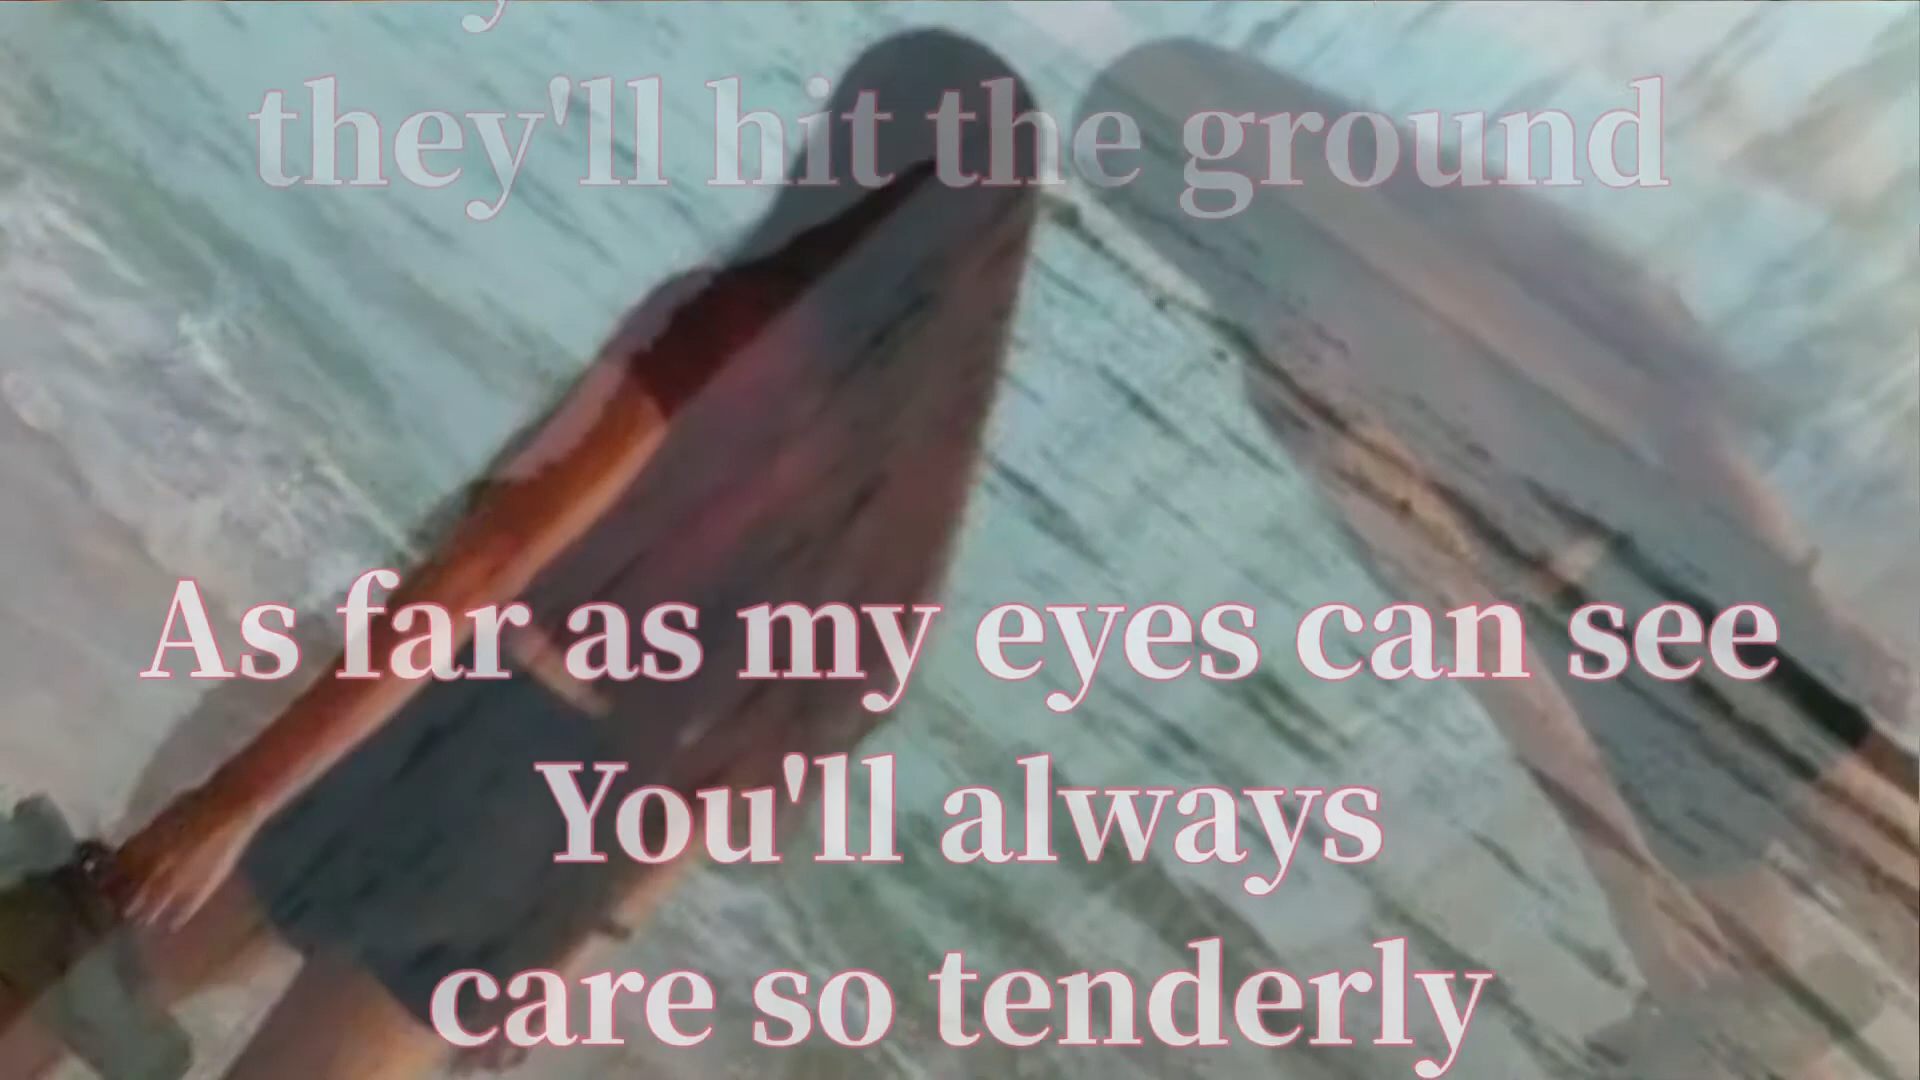 they'll hit the ground
As far as my eyes can see
You'll always
care so tenderly